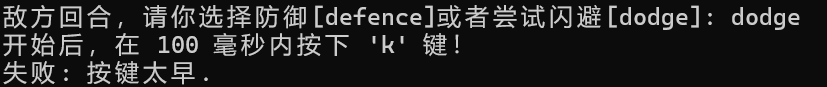 敌方回合，请你选择防御[defence]或者尝试闪避[dodge]: dodge
开始后，在 100 毫秒内按下 'k' 键!
失败: 按键太早.